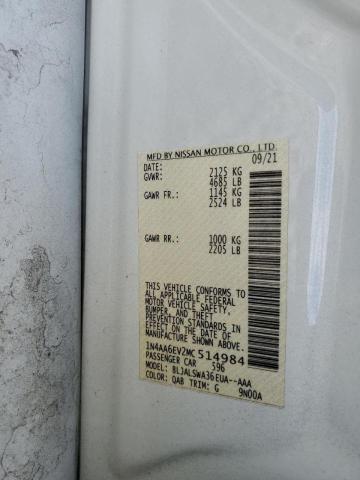 MFD BY NISSAN MOTOR CO., LTD.
DATE: 09/21
GVWR: 2125 KG
4685 LB
GAWR FR.: 1145 KG
2524 LB
GAWR RR.: 1000 KG
2205 LB
THIS VEHICLE CONFORMS TO
ALL APPLICABLE FEDERAL
MOTOR VEHICLE SAFETY,
BUMPER, AND THEFT
PREVENTION STANDARDS IN
EFFECT ON THE DATE OF
MANUFACTURE SHOWN ABOVE.
1N4AA6EV2MC514984
PASSENGER CAR 596
MODEL: BLJALSWA36EUA--AAA
COLOR: QAB TRIM: G 9N00A